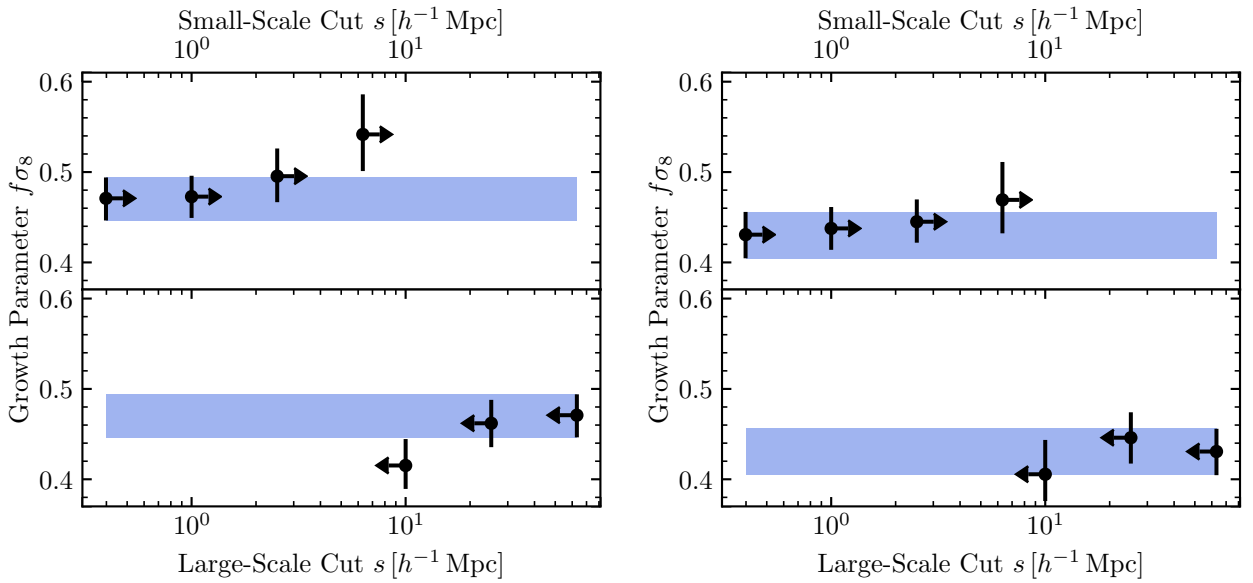 Small-Scale Cut s [h⁻¹ Mpc]
10⁰ 10¹
0.6
0.5
0.4
0.6
0.5
0.4
Growth Parameter fσ₈
10⁰ 10¹
Large-Scale Cut s [h⁻¹ Mpc]
Small-Scale Cut s [h⁻¹ Mpc]
10⁰ 10¹
0.6
0.5
0.4
0.6
0.5
0.4
Growth Parameter fσ₈
10⁰ 10¹
Large-Scale Cut s [h⁻¹ Mpc]